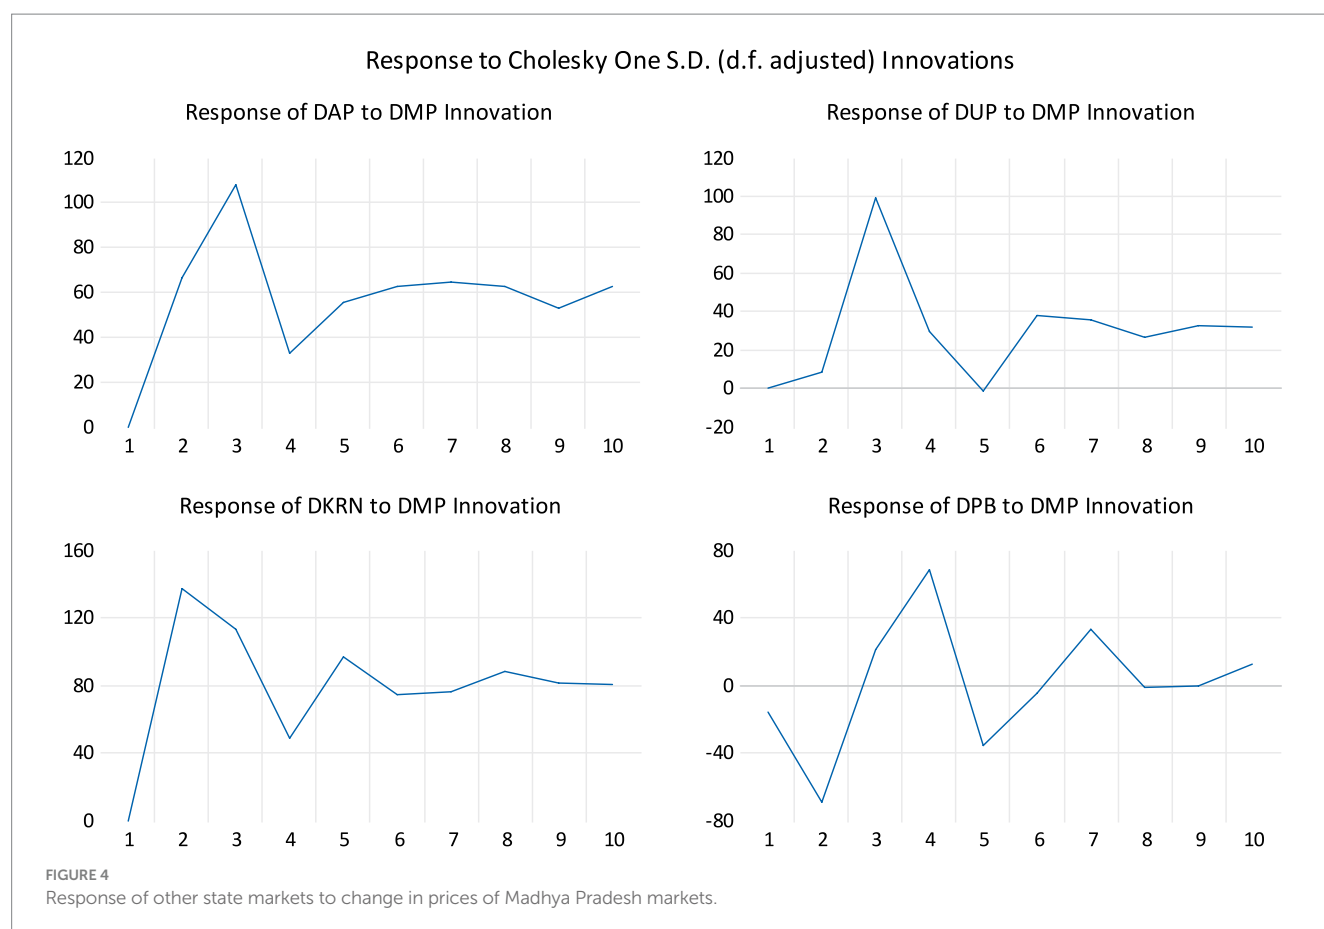 Response to Cholesky One S.D. (d.f. adjusted) Innovations
Response of DAP to DMP Innovation
120
100
80
60
40
20
0
1 2 3 4 5 6 7 8 9 10
Response of DUP to DMP Innovation
120
100
80
60
40
20
0
-20
1 2 3 4 5 6 7 8 9 10
Response of DKRN to DMP Innovation
160
120
80
40
0
1 2 3 4 5 6 7 8 9 10
Response of DPB to DMP Innovation
80
40
0
-40
-80
1 2 3 4 5 6 7 8 9 10
FIGURE 4
Response of other state markets to change in prices of Madhya Pradesh markets.